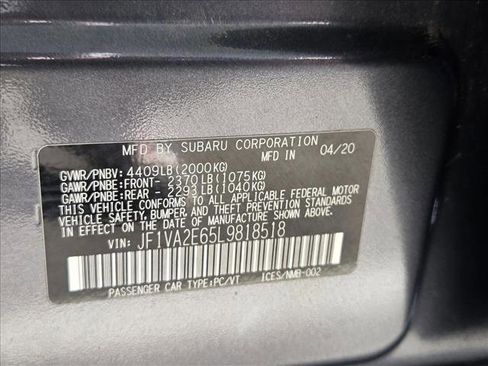 MFD BY SUBARU CORPORATION
IN JAPAN 04/20
GVWR/PNBV: 4409LB(2000KG)
GAWR/PNBE:FRONT- 2370LB(1075KG)
GAWR/PNBE:REAR - 2293LB(1040KG)
THIS VEHICLE CONFORMS TO ALL APPLICABLE FEDERAL MOTOR
VEHICLE SAFETY, BUMPER, AND THEFT PREVENTION STANDARDS
IN EFFECT ON THE DATE OF MANUFACTURE SHOWN ABOVE.
VIN: JF1VA2E65L9818518
PASSENGER CAR TYPE:PC/VT ICES/NMB-002